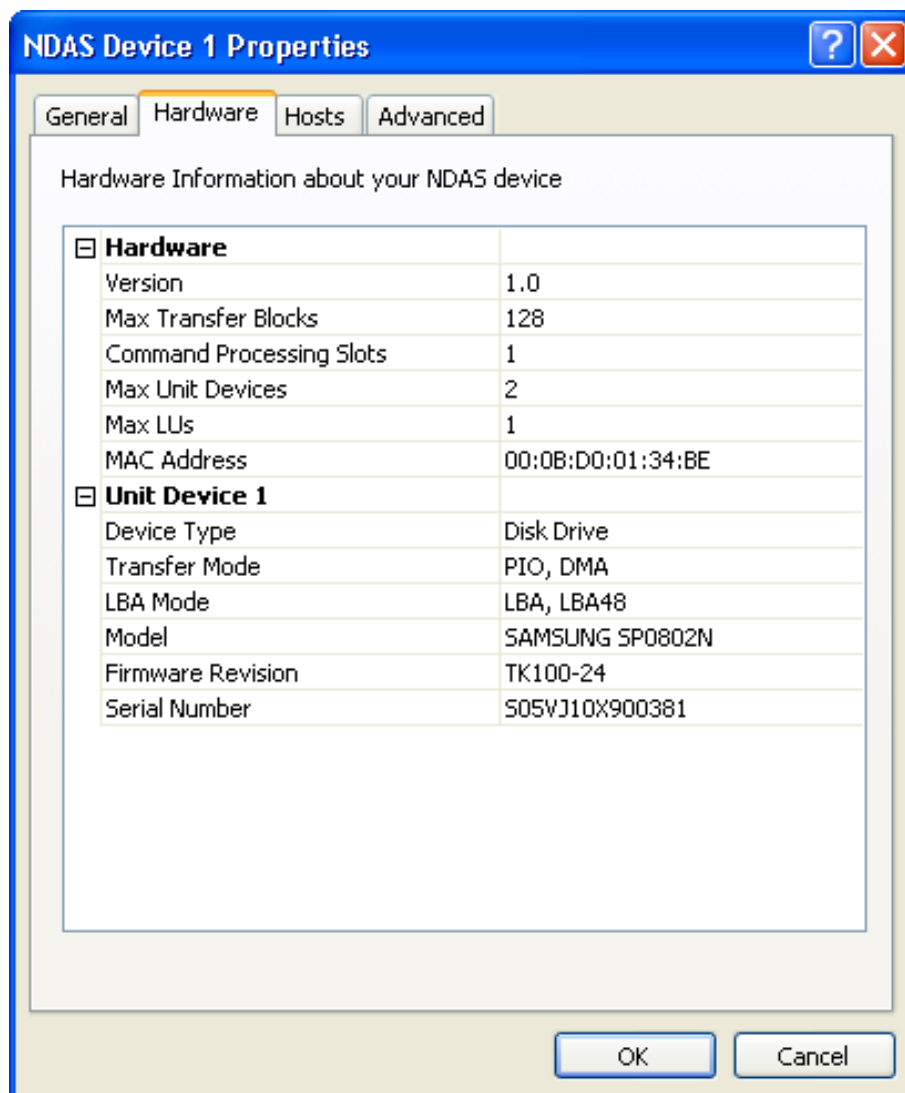 NDAS Device 1 Properties
General Hardware Hosts Advanced
Hardware Information about your NDAS device
Hardware
Version 1.0
Max Transfer Blocks 128
Command Processing Slots 1
Max Unit Devices 2
Max LUs 1
MAC Address 00:0B:D0:01:34:BE
Unit Device 1
Device Type Disk Drive
Transfer Mode PIO, DMA
LBA Mode LBA, LBA48
Model SAMSUNG SP0802N
Firmware Revision TK100-24
Serial Number S05VJ10X900381
OK Cancel